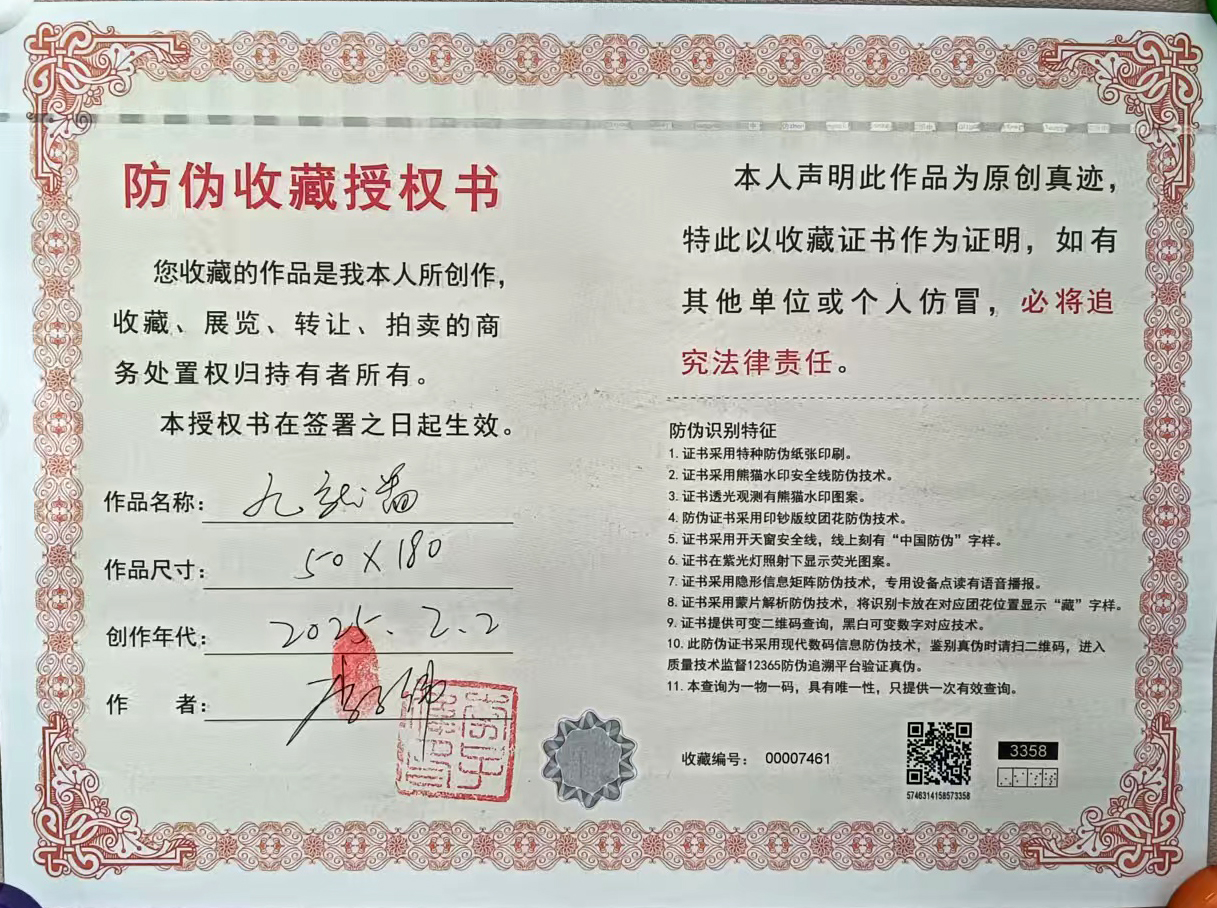 防伪收藏授权书
您收藏的作品是我本人所创作，
收藏、展览、转让、拍卖的商
务处置权归持有者所有。
本授权书在签署之日起生效。
作品名称：九龙图
作品尺寸：50×180
创作年代：2025.2.2
作 者：
本人声明此作品为原创真迹，
特此以收藏证书作为证明，如有
其他单位或个人仿冒，必将追
究法律责任。
防伪识别特征
1. 证书采用特种防伪纸张印刷。
2. 证书采用熊猫水印安全线防伪技术。
3. 证书透光观测有熊猫水印图案。
4. 防伪证书采用印钞版纹团花防伪技术。
5. 证书采用开天窗安全线，线上刻有“中国防伪”字样。
6. 证书在紫光灯照射下显示荧光图案。
7. 证书采用隐形信息矩阵防伪技术，专用设备点读有语音播报。
8. 证书采用蒙片解析防伪技术，将识别卡放在对应团花位置显示“藏”字样。
9. 证书提供可变二维码查询，黑白可变数字对应技术。
10. 此防伪证书采用现代数码信息防伪技术，鉴别真伪时请扫二维码，进入
质量技术监督12365防伪追溯平台验证真伪。
11. 本查询为一物一码，具有唯一性，只提供一次有效查询。
收藏编号： 00007461
5746314158573358
3358